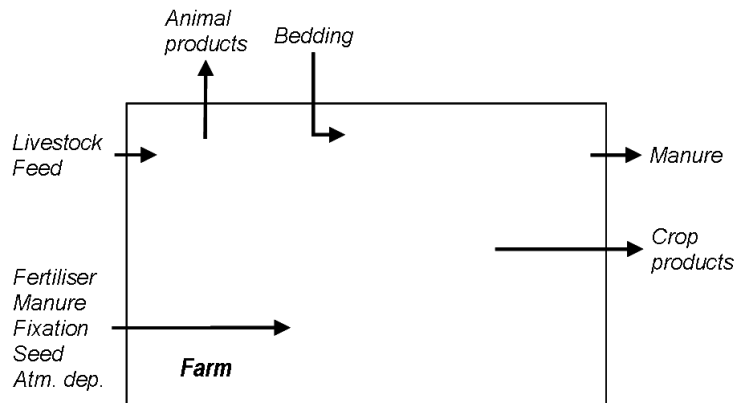 Animal
products
Bedding
Livestock
Feed
Manure
Crop
products
Fertiliser
Manure
Fixation
Seed
Atm. dep.
Farm